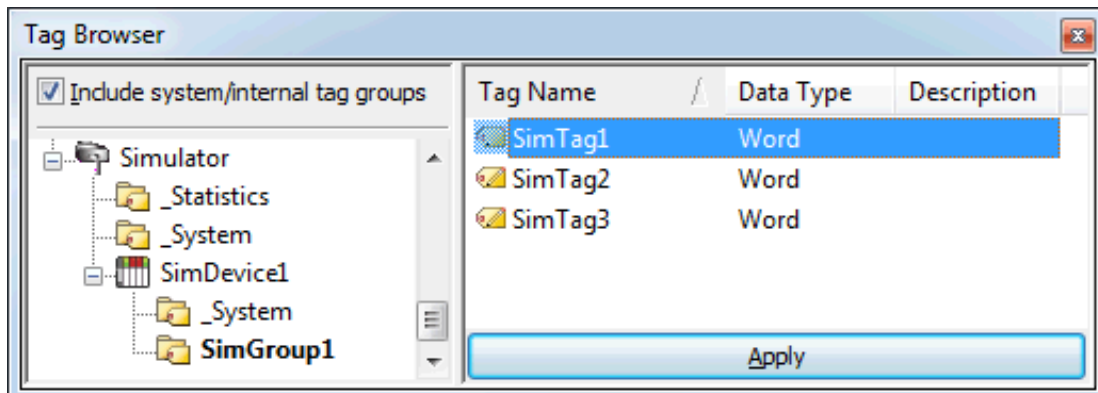 Tag Browser
Include system/internal tag groups
Simulator
_Statistics
_System
SimDevice1
_System
SimGroup1
Tag Name Data Type Description
SimTag1 Word
SimTag2 Word
SimTag3 Word
Apply